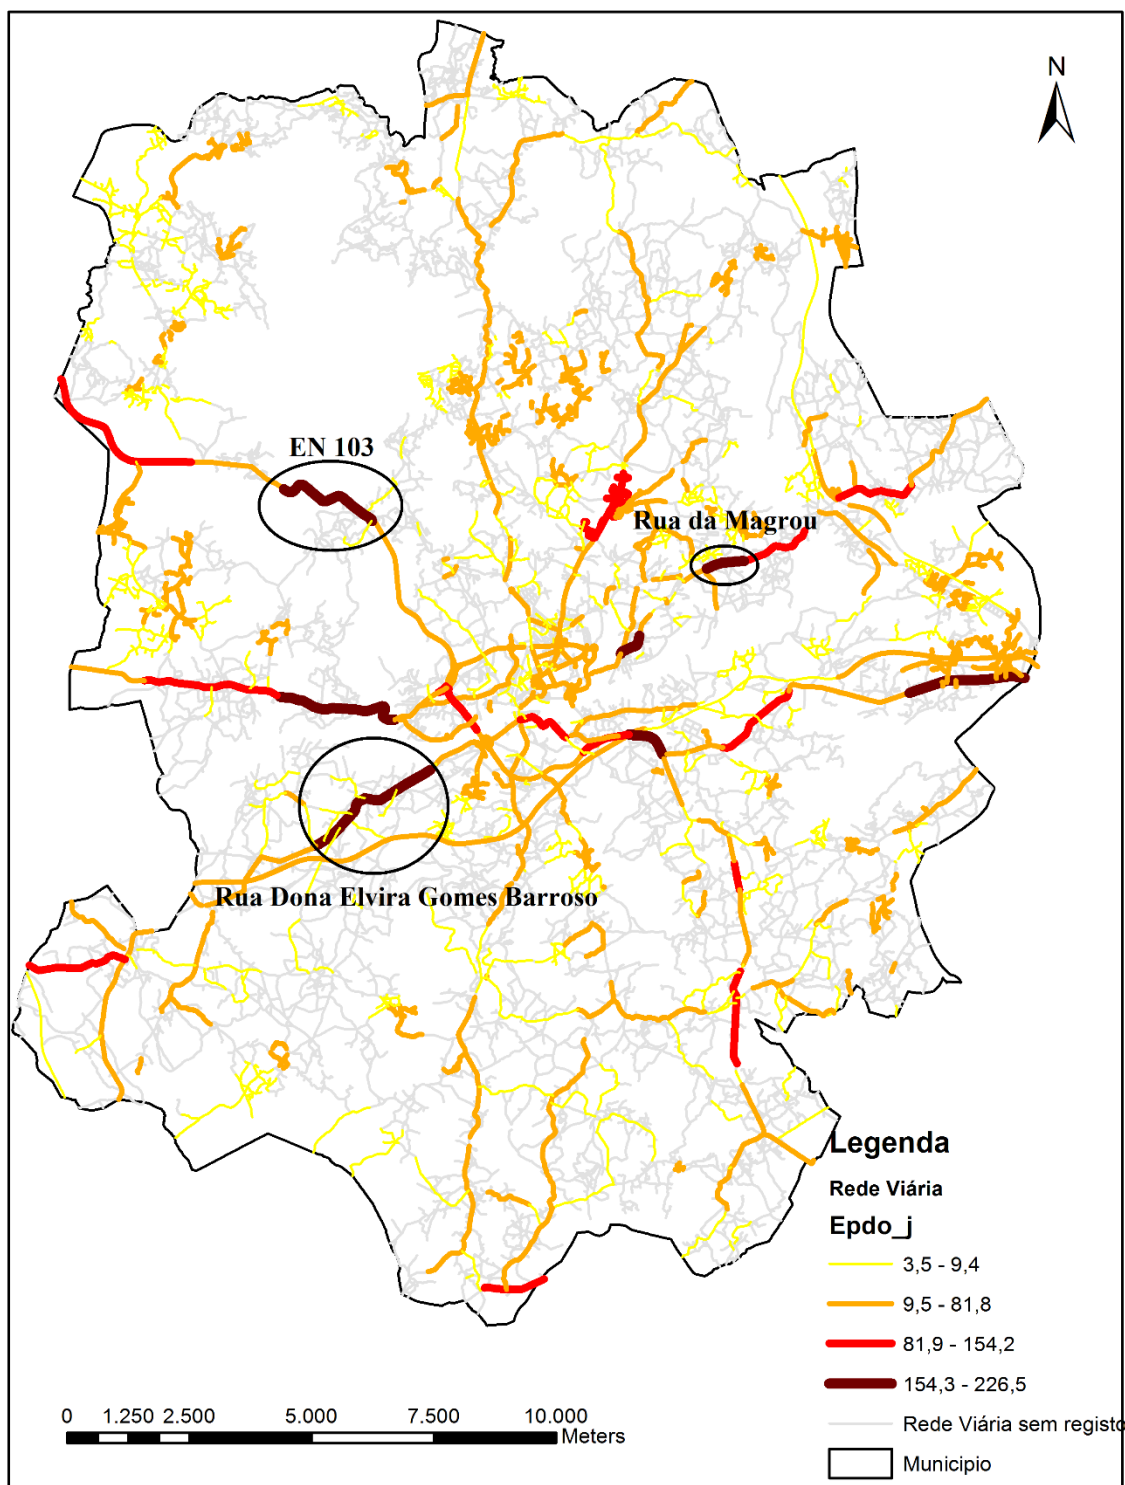 N
EN 103
Rua da Magrou
Rua Dona Elvira Gomes Barroso
Legenda
Rede Viária
Epdo_j
3,5 - 9,4
9,5 - 81,8
81,9 - 154,2
154,3 - 226,5
Rede Viária sem registo
Municipio
0 1.250 2.500 5.000 7.500 10.000
Meters